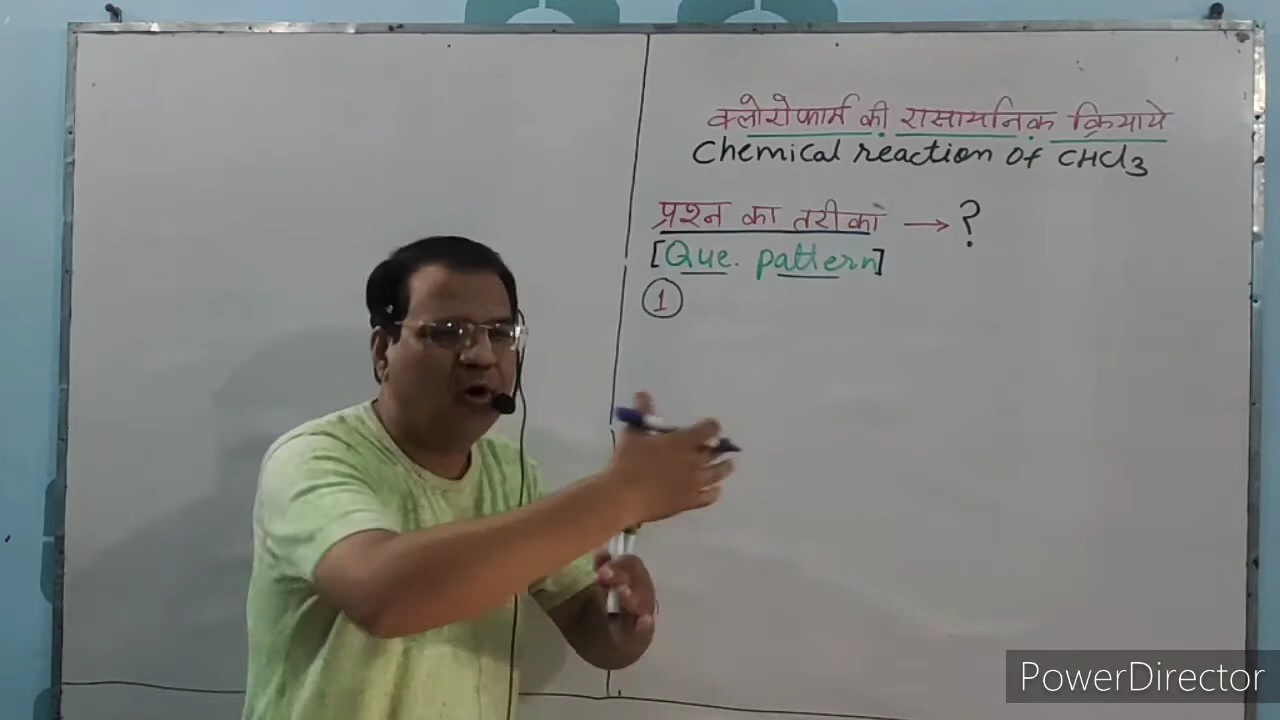 क्लोरोफार्म की रासायनिक क्रियाये
Chemical reaction Of CHCl3
प्रश्न का तरीका → ?
[Que. pattern]
1
PowerDirector